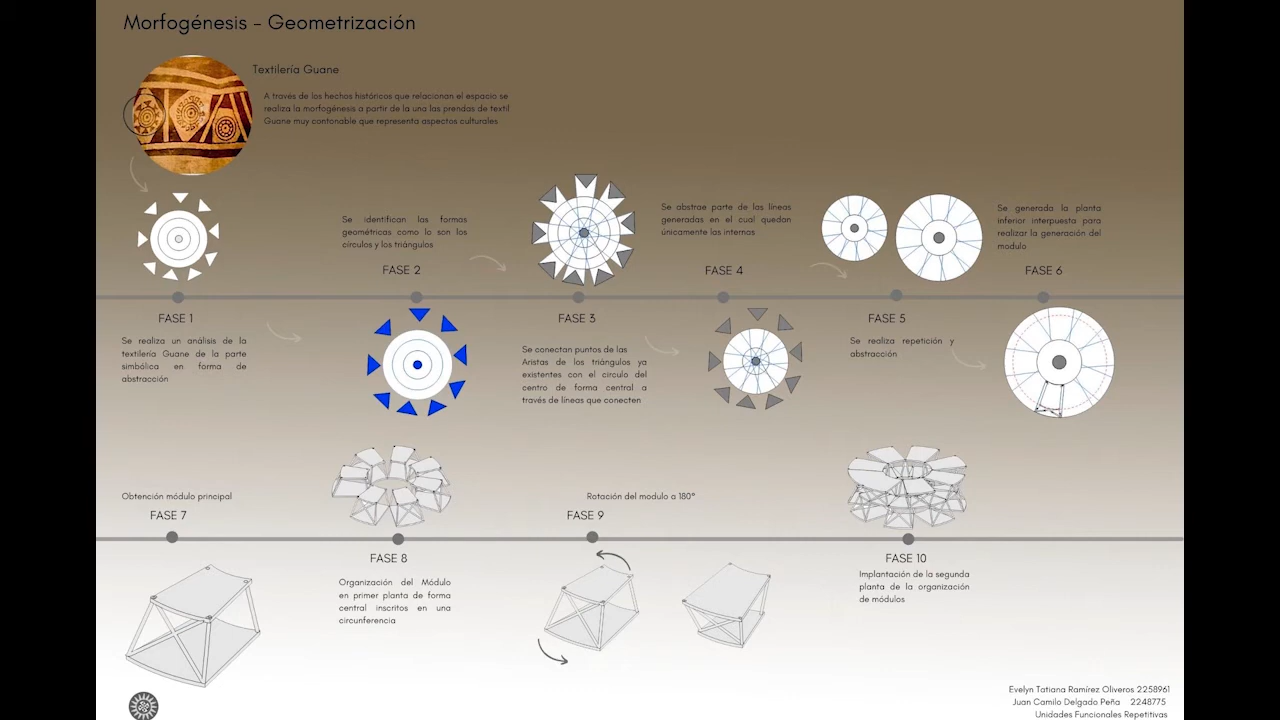 Morfogénesis - Geometrización
Textilería Guane
A través de los hechos históricos que relacionan el espacio se
realiza la morfogénesis a partir de la una las prendas de textil
Guane muy contonable que representa aspectos culturales.
Se identifican las formas
geométricas como lo son los
círculos y los triángulos
FASE 2
Se abstrae parte de las líneas
generadas en el cual quedan
únicamente las internas
FASE 4
Se generada la planta
inferior interpuesta para
realizar la generación del
modulo
FASE 6
FASE 1
Se realiza un análisis de la
textilería Guane de la parte
simbólica en forma de
abstracción
FASE 3
Se conectan puntos de las
Aristas de los triángulos ya
existentes con el circulo del
centro de forma central a
través de líneas que conecten
FASE 5
Se realiza repetición y
abstracción
Obtención módulo principal
FASE 7
Rotación del modulo a 180°
FASE 9
FASE 8
Organización del Módulo
en primer planta de forma
central inscritos en una
circunferencia
FASE 10
Implantación de la segunda
planta de la organización
de módulos
Evelyn Tatiana Ramírez Oliveros 2258961
Juan Camilo Delgado Peña 2248775
Unidades Funcionales Repetitivas